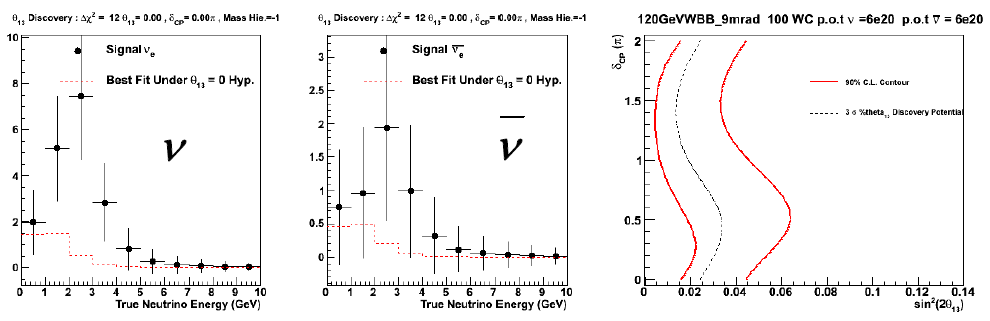 θ13 Discovery : Δχ² = 12 θ13 = 0.00 , δCP = 0.00π , Mass Hie.=-1
10
8
6
4
2
0
Signal νe
Best Fit Under θ13 = 0 Hyp.
ν
0 1 2 3 4 5 6 7 8 9 10
True Neutrino Energy (GeV)
θ13 Discovery : Δχ² = 12 θ13 = 0.00 , δCP = 0.00π , Mass Hie.=-1
3
2.5
2
1.5
1
0.5
0
Signal ν̅e
Best Fit Under θ13 = 0 Hyp.
ν̅
0 1 2 3 4 5 6 7 8 9 10
True Neutrino Energy (GeV)
120GeVWBB_9mrad 100 WC p.o.t ν =6e20 p.o.t ν̅ = 6e20
δCP (π)
2
1.5
1
0.5
0
90% C.L. Contour
3 σ %theta13 Discovery Potential
0 0.02 0.04 0.06 0.08 0.1 0.12 0.14
sin²(2θ13)